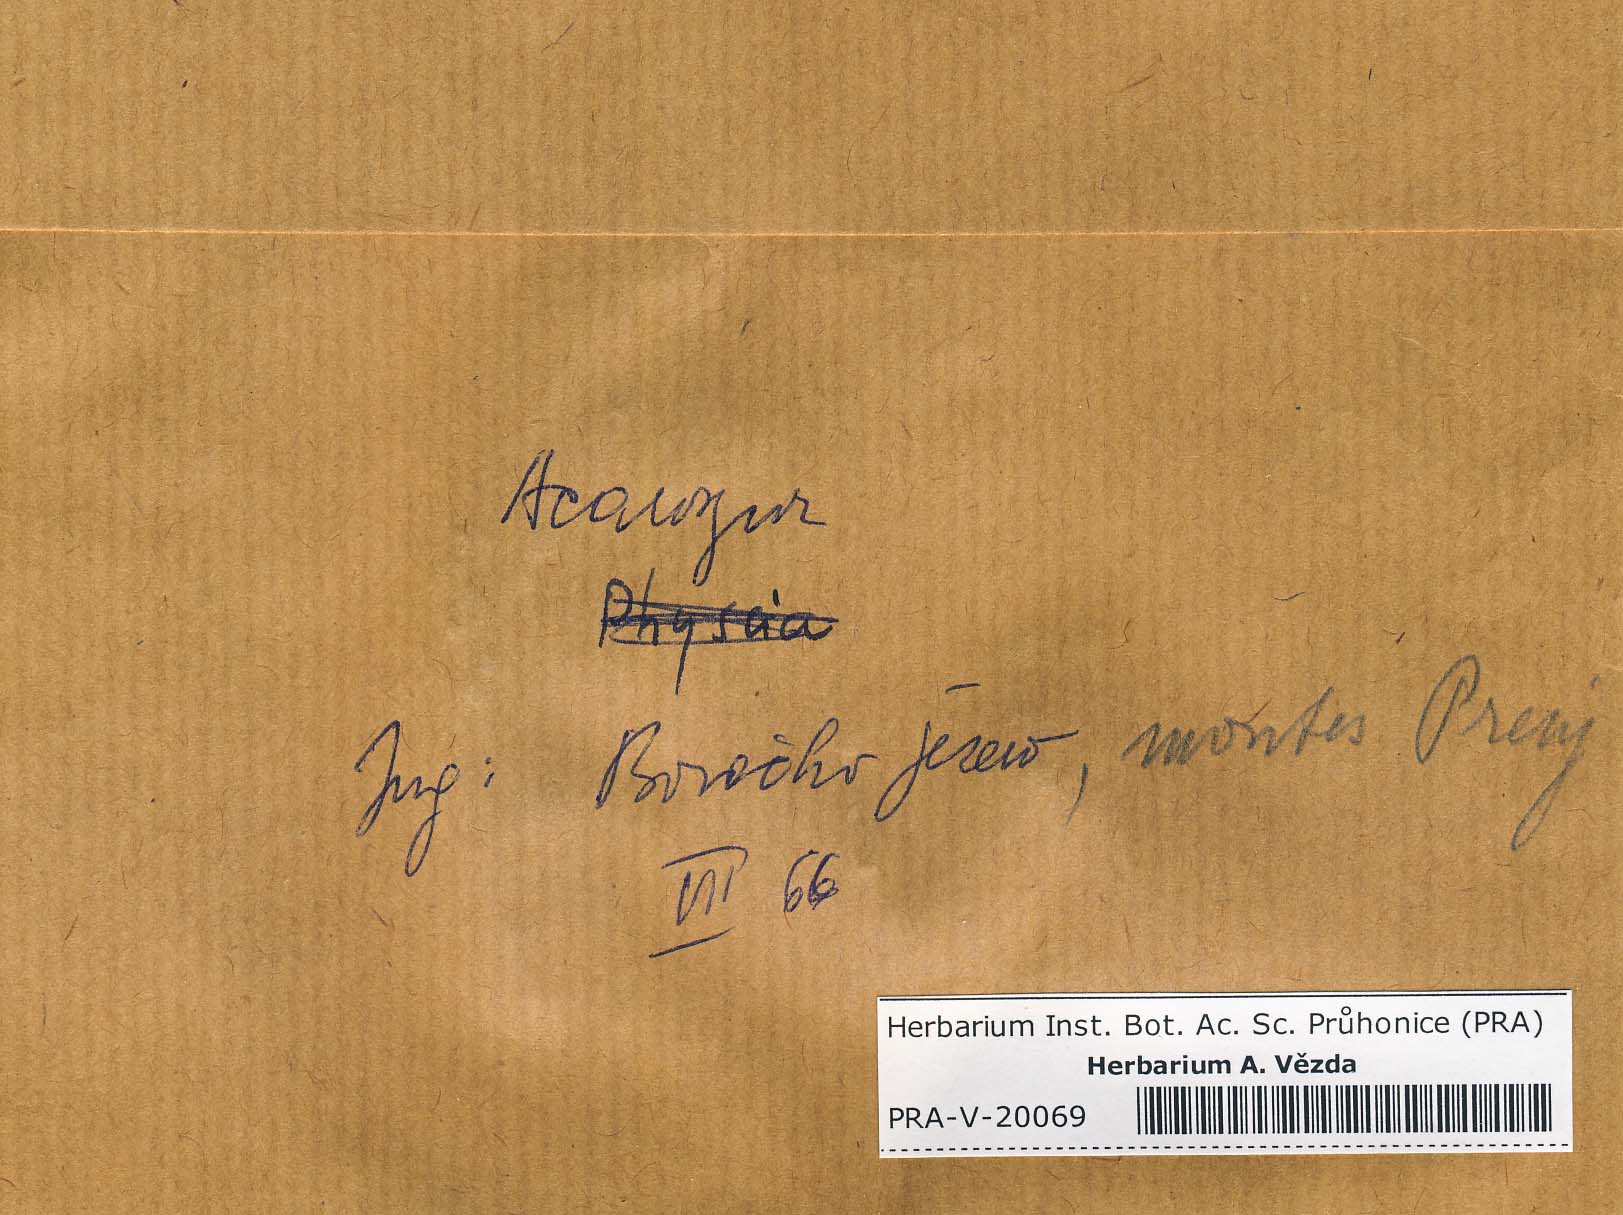 Physcia
Jug: Boračko jezero, montes Prenj
VII 66
Herbarium Inst. Bot. Ac. Sc. Průhonice (PRA)
Herbarium A. Vězda
PRA-V-20069